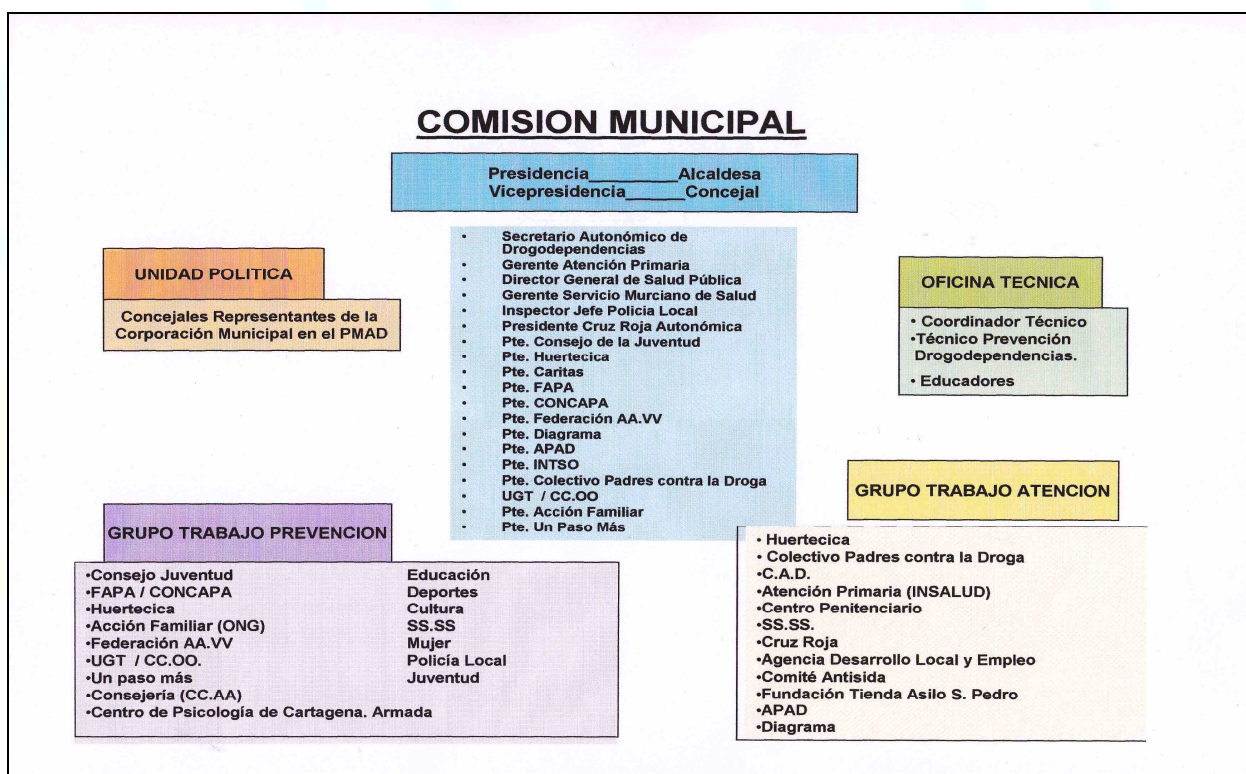 COMISION MUNICIPAL
Presidencia__________Alcaldesa
Vicepresidencia______Concejal
• Secretario Autonómico de
Drogodependencias
• Gerente Atención Primaria
• Director General de Salud Pública
• Gerente Servicio Murciano de Salud
• Inspector Jefe Policia Local
• Presidente Cruz Roja Autonómica
• Pte. Consejo de la Juventud
• Pte. Huertecica
• Pte. Caritas
• Pte. FAPA
• Pte. CONCAPA
• Pte. Federación AA.VV
• Pte. Diagrama
• Pte. APAD
• Pte. INTSO
• Pte. Colectivo Padres contra la Droga
• UGT / CC.OO
• Pte. Acción Familiar
• Pte. Un Paso Más
UNIDAD POLITICA
Concejales Representantes de la
Corporación Municipal en el PMAD
OFICINA TECNICA
• Coordinador Técnico
•Técnico Prevención
Drogodependencias.
• Educadores
GRUPO TRABAJO PREVENCION
•Consejo Juventud
•FAPA / CONCAPA
•Huertecica
•Acción Familiar (ONG)
•Federación AA.VV
•UGT / CC.OO.
•Un paso más
•Consejería (CC.AA)
•Centro de Psicología de Cartagena. Armada
Educación
Deportes
Cultura
SS.SS
Mujer
Policía Local
Juventud
GRUPO TRABAJO ATENCION
• Huertecica
• Colectivo Padres contra la Droga
•C.A.D.
•Atención Primaria (INSALUD)
•Centro Penitenciario
•SS.SS.
•Cruz Roja
•Agencia Desarrollo Local y Empleo
•Comité Antisida
•Fundación Tienda Asilo S. Pedro
•APAD
•Diagrama